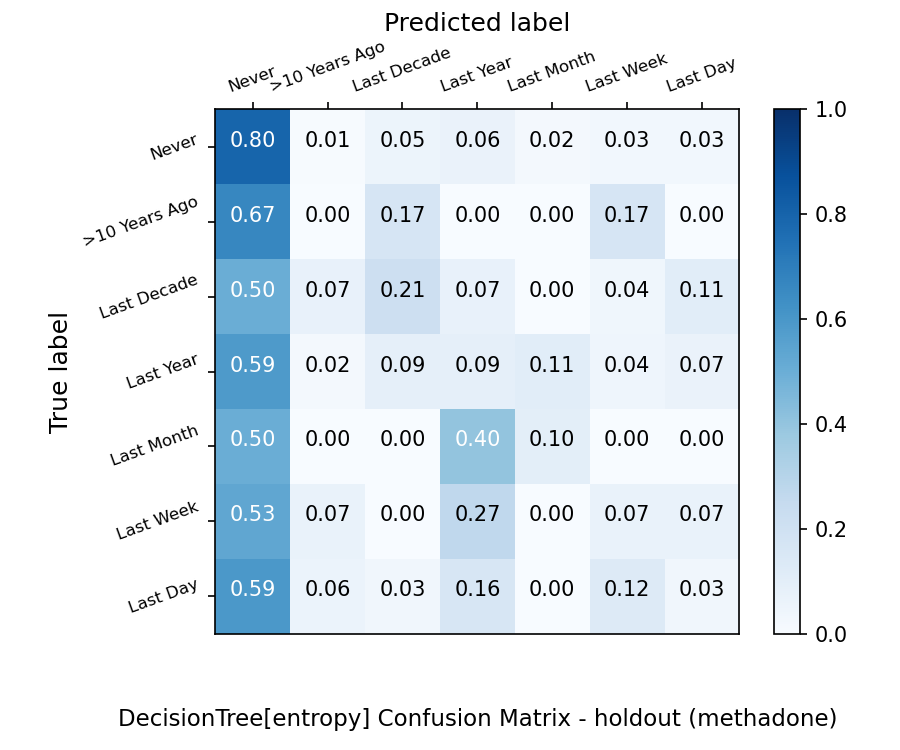 Predicted label
Never >10 Years Ago Last Decade Last Year Last Month Last Week Last Day
1.0
Never 0.80 0.01 0.05 0.06 0.02 0.03 0.03
>10 Years Ago 0.67 0.00 0.17 0.00 0.00 0.17 0.00
0.8
Last Decade 0.50 0.07 0.21 0.07 0.00 0.04 0.11
0.6
True label
Last Year 0.59 0.02 0.09 0.09 0.11 0.04 0.07
0.4
Last Month 0.50 0.00 0.00 0.40 0.10 0.00 0.00
Last Week 0.53 0.07 0.00 0.27 0.00 0.07 0.07
0.2
Last Day 0.59 0.06 0.03 0.16 0.00 0.12 0.03
0.0
DecisionTree[entropy] Confusion Matrix - holdout (methadone)